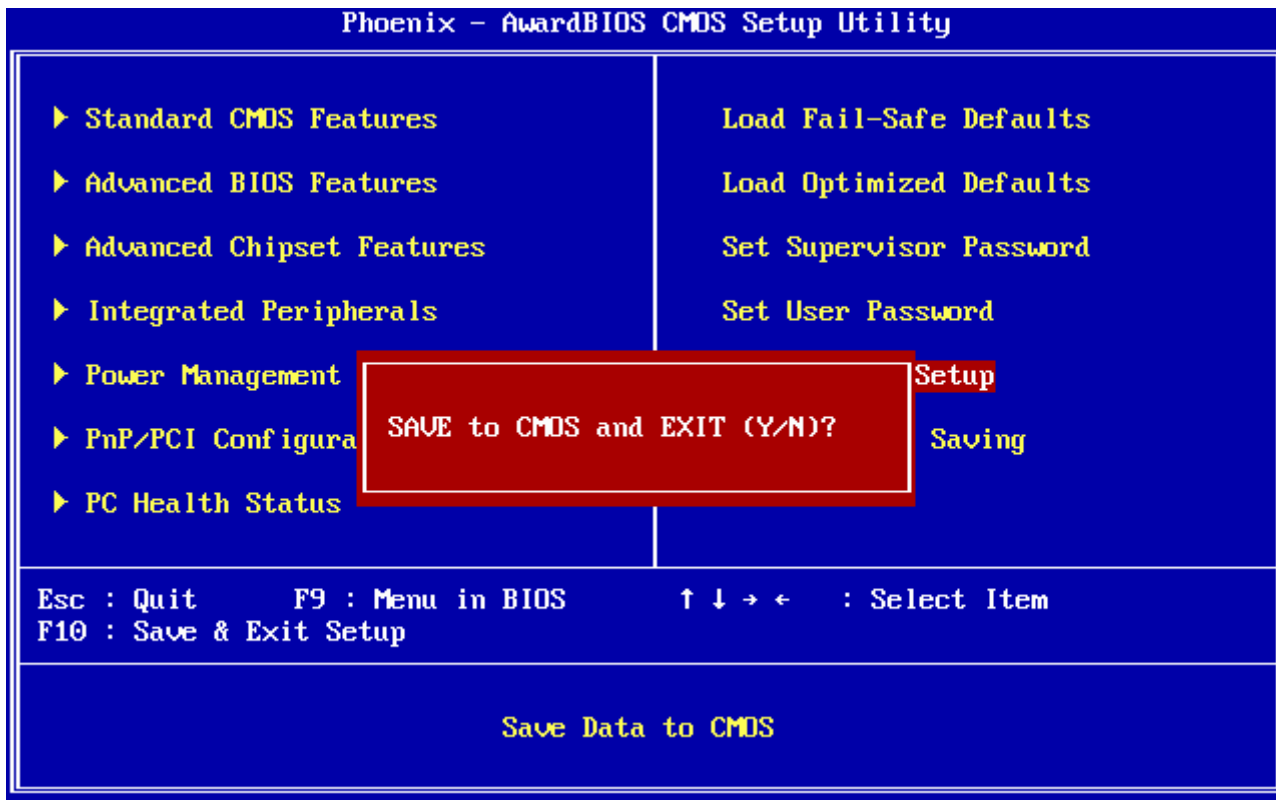 Phoenix - AwardBIOS CMOS Setup Utility
Standard CMOS Features
Advanced BIOS Features
Advanced Chipset Features
Integrated Peripherals
Power Management
PnP/PCI Configura
PC Health Status
Load Fail-Safe Defaults
Load Optimized Defaults
Set Supervisor Password
Set User Password
Setup
Saving
SAVE to CMOS and EXIT (Y/N)?
Esc : Quit F9 : Menu in BIOS ↑ ↓ → ← : Select Item
F10 : Save & Exit Setup
Save Data to CMOS